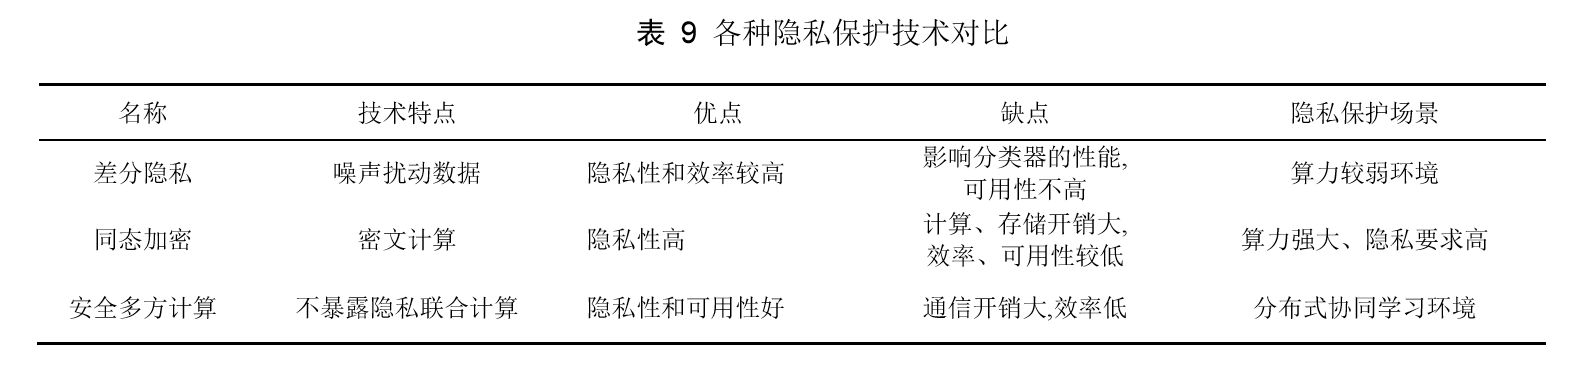 表 9 各种隐私保护技术对比
名称 技术特点 优点 缺点 隐私保护场景
差分隐私 噪声扰动数据 隐私性和效率较高 影响分类器的性能,
可用性不高 算力较弱环境
同态加密 密文计算 隐私性高 计算、存储开销大,
效率、可用性较低 算力强大、隐私要求高
安全多方计算 不暴露隐私联合计算 隐私性和可用性好 通信开销大,效率低 分布式协同学习环境